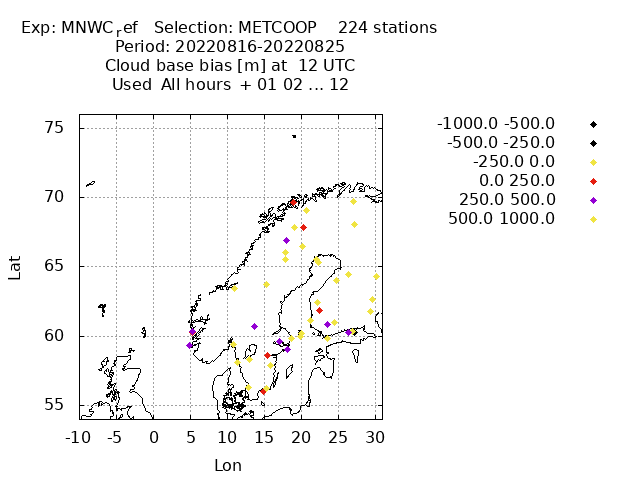 Exp: MNWCref Selection: METCOOP 224 stations
Period: 20220816-20220825
Cloud base bias [m] at 12 UTC
Used All hours + 01 02 ... 12
-1000.0 -500.0
-500.0 -250.0
-250.0 0.0
0.0 250.0
250.0 500.0
500.0 1000.0
75
70
65
60
55
Lat
-10 -5 0 5 10 15 20 25 30
Lon